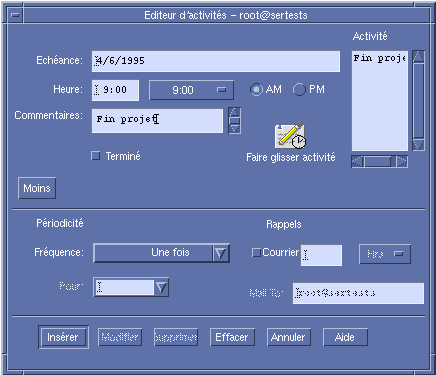 Editeur d'activités – root@sertests
Activité
Echéance: 4/6/1995
Fin proje
Heure: 9:00 9:00 AM PM
Commentaires: Fin projet
Terminé
Faire glisser activité
Moins
Périodicité Rappels
Fréquence: Une fois Courrier Hrs
Pour: Mail To: root@sertests
Insérer Modifier Supprimer Effacer Annuler Aide